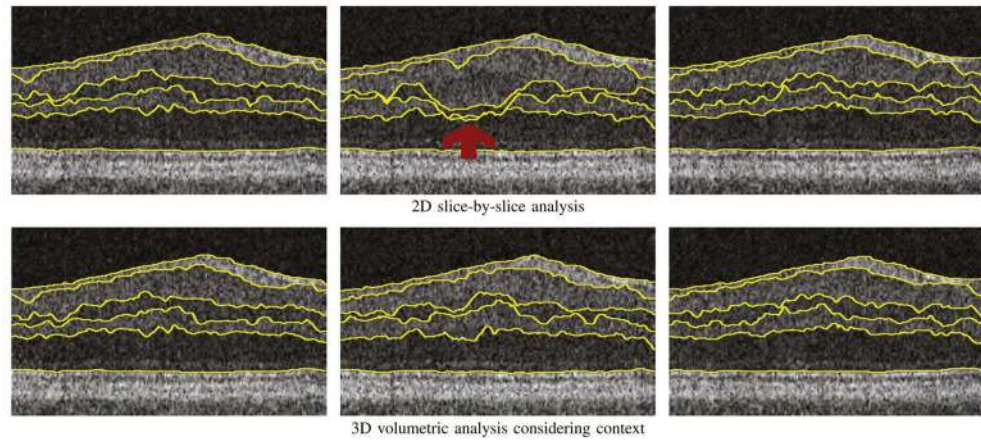 2D slice-by-slice analysis
3D volumetric analysis considering context